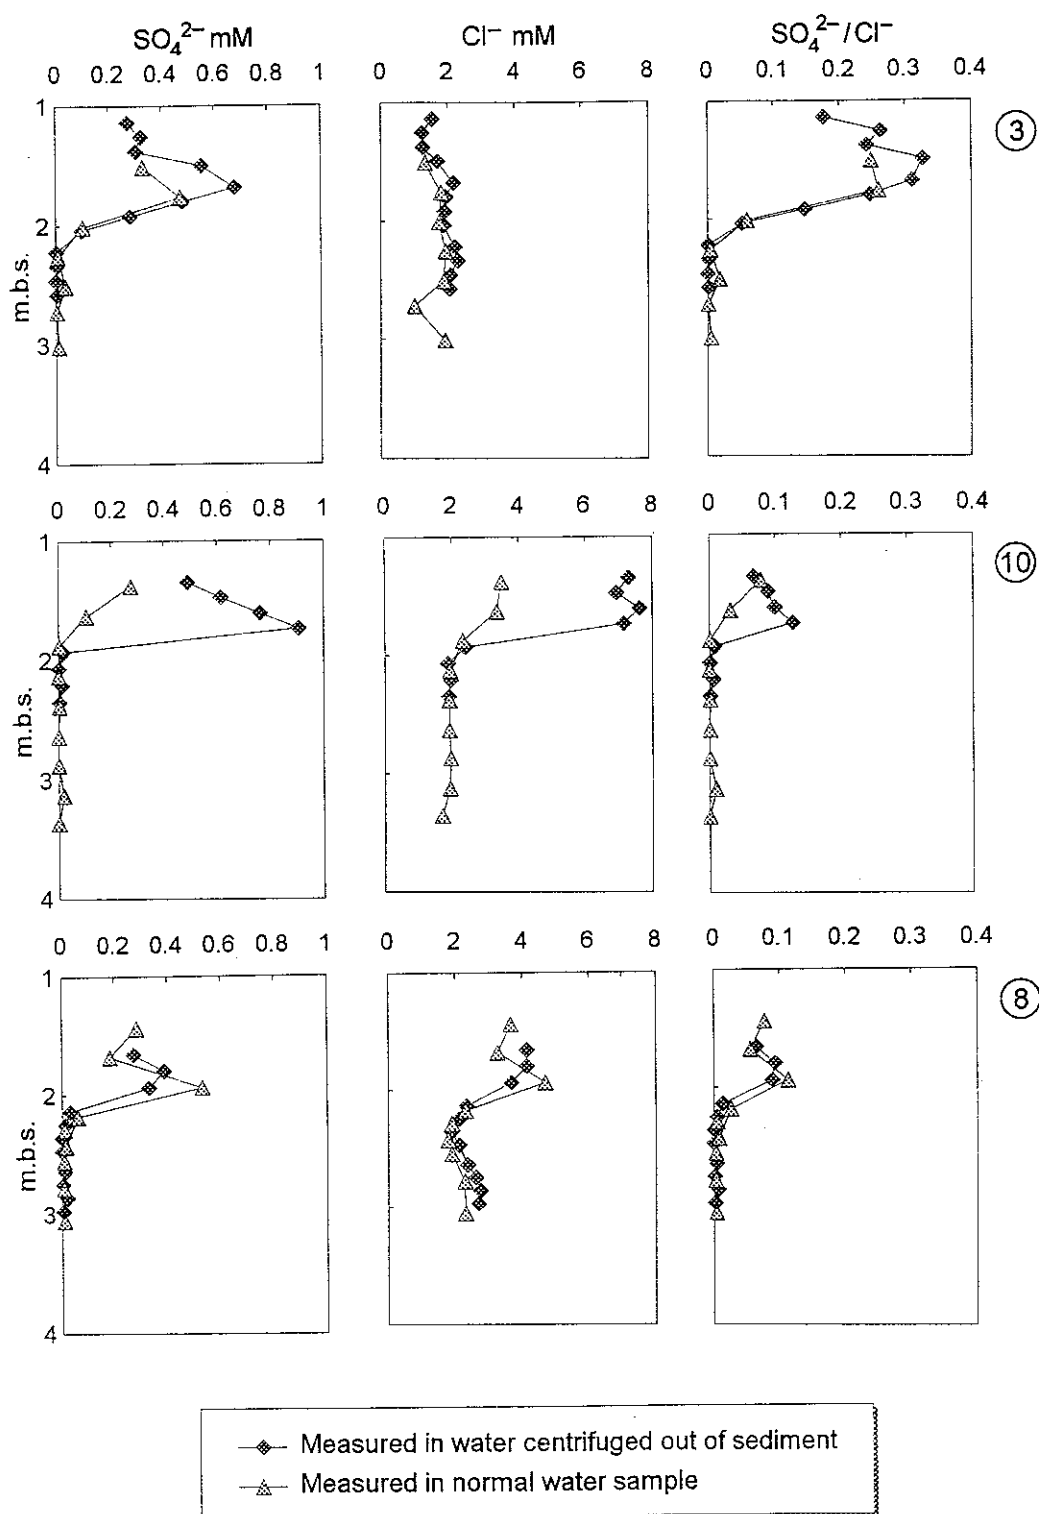 SO₄²⁻ mM Cl⁻ mM SO₄²⁻/Cl⁻
0 0.2 0.4 0.6 0.8 1 0 2 4 6 8 0 0.1 0.2 0.3 0.4
1
2
3
4
m.b.s.
3
0 0.2 0.4 0.6 0.8 1 0 2 4 6 8 0 0.1 0.2 0.3 0.4
1
2
3
4
m.b.s.
10
0 0.2 0.4 0.6 0.8 1 0 2 4 6 8 0 0.1 0.2 0.3 0.4
1
2
3
4
m.b.s.
8
Measured in water centrifuged out of sediment
Measured in normal water sample